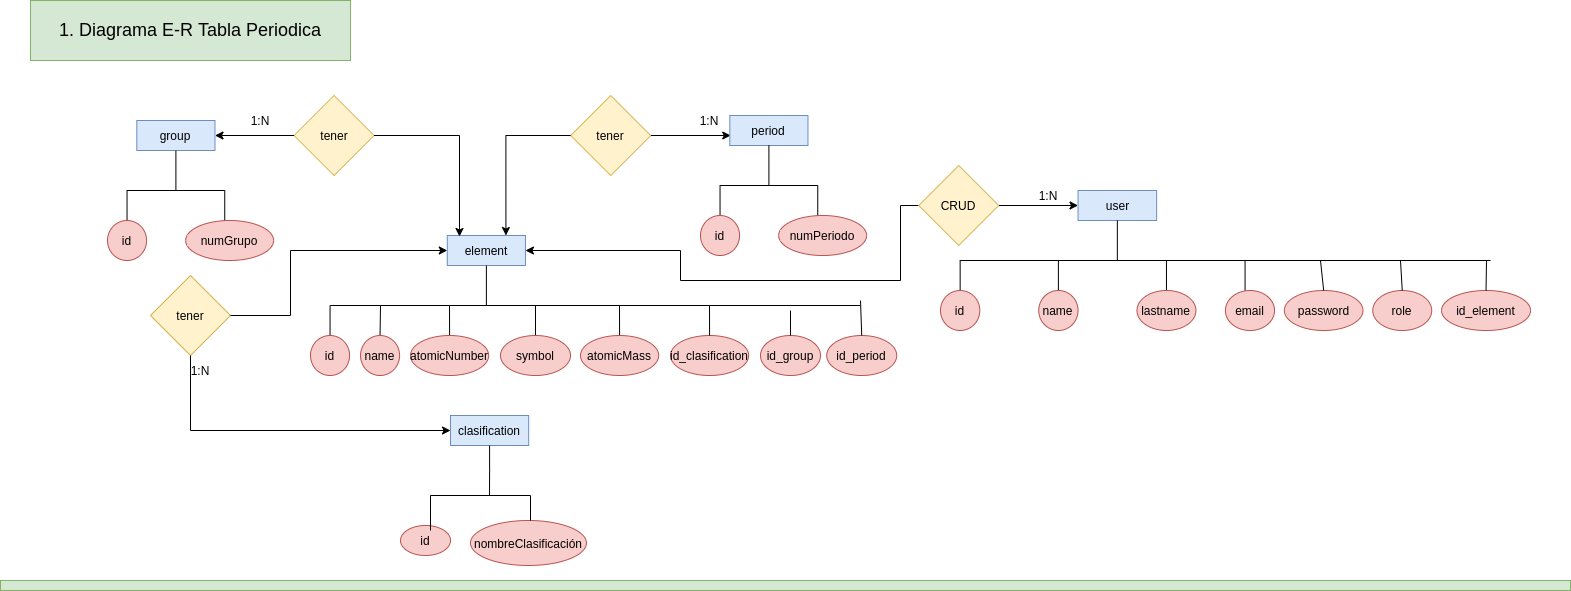 1. Diagrama E-R Tabla Periodica
1:N
tener
group
tener
1:N
period
id
numGrupo
id
numPeriodo
CRUD
1:N
user
element
tener
1:N
id
name
lastname
email
password
role
id_element
id
name
atomicNumber
symbol
atomicMass
id_clasification
id_group
id_period
clasification
id
nombreClasificación